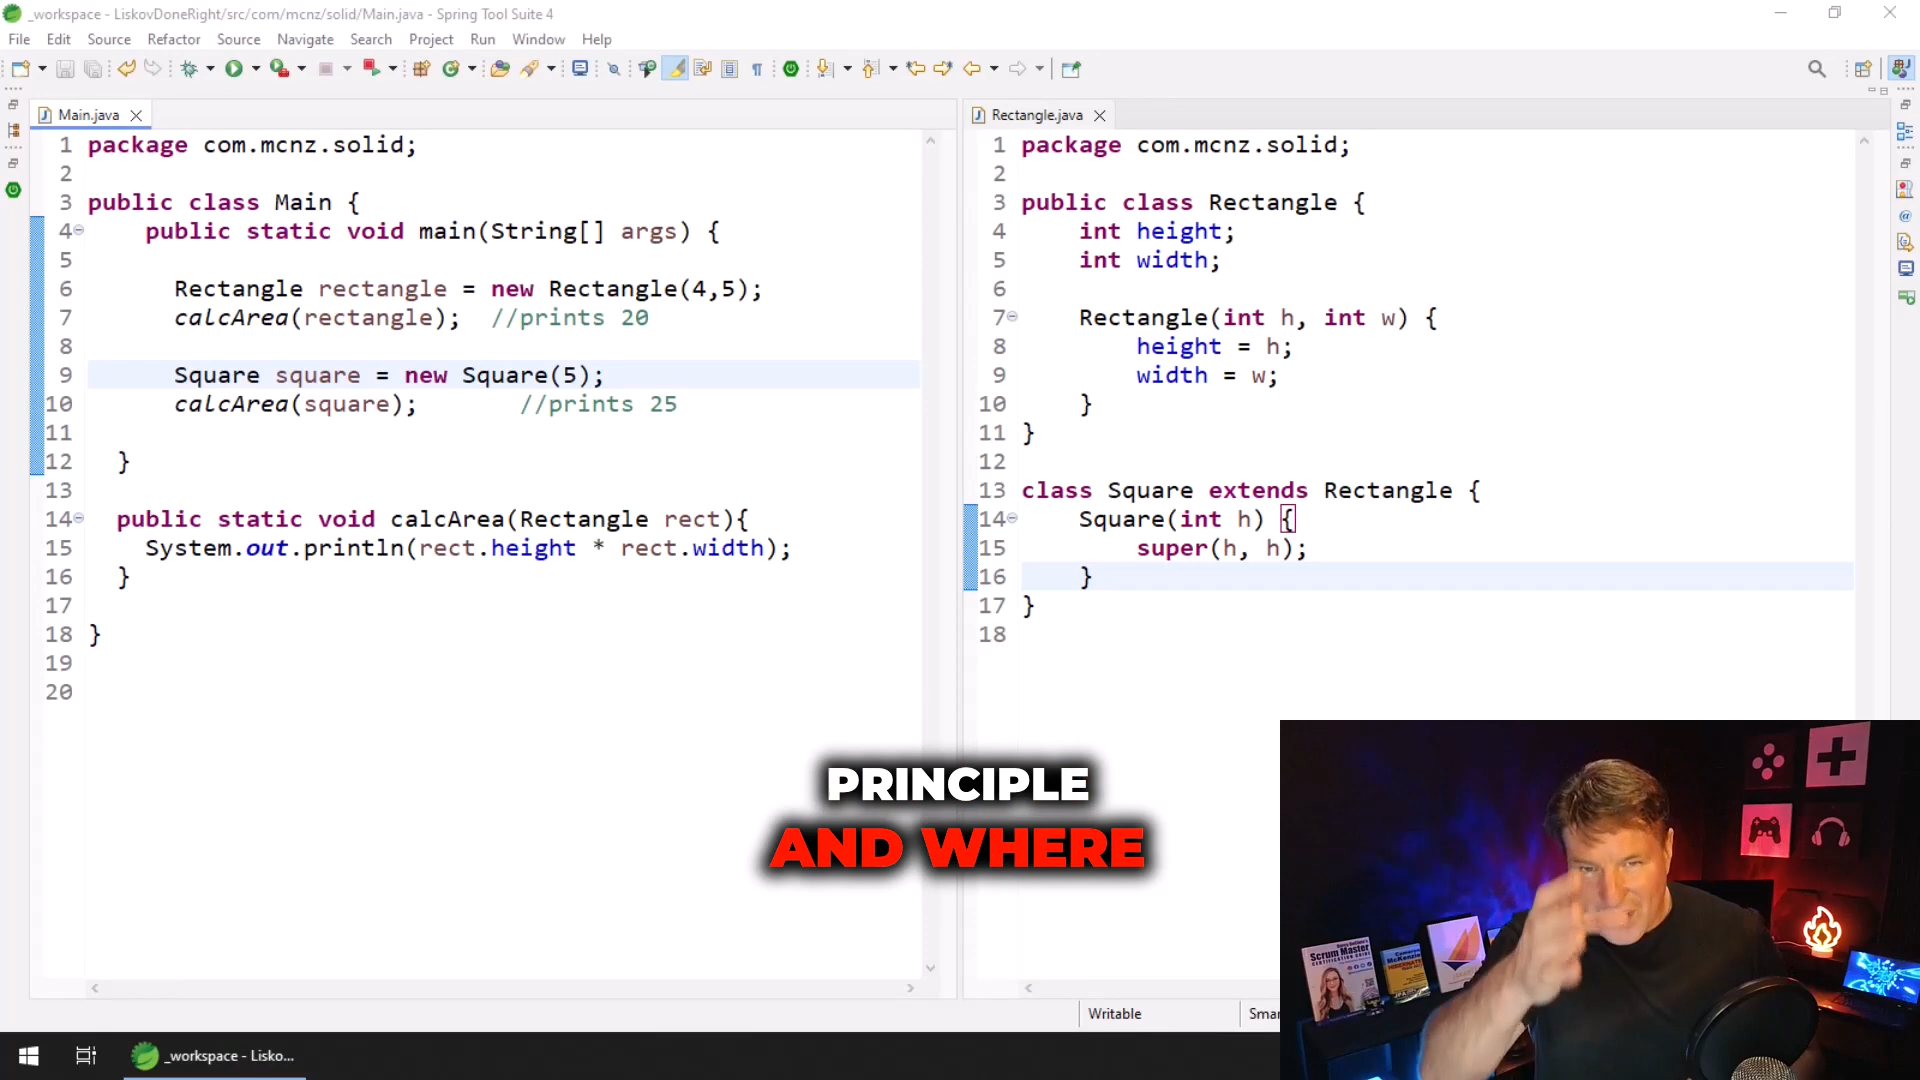 _workspace - LiskovDoneRight/src/com/mcnz/solid/Main.java - Spring Tool Suite 4
File Edit Source Refactor Source Navigate Search Project Run Window Help
Main.java
1 package com.mcnz.solid;
2
3 public class Main {
4 public static void main(String[] args) {
5
6 Rectangle rectangle = new Rectangle(4,5);
7 calcArea(rectangle); //prints 20
8
9 Square square = new Square(5);
10 calcArea(square); //prints 25
11
12 }
13
14 public static void calcArea(Rectangle rect){
15 System.out.println(rect.height * rect.width);
16 }
17
18 }
19
20
Rectangle.java
1 package com.mcnz.solid;
2
3 public class Rectangle {
4 int height;
5 int width;
6
7 Rectangle(int h, int w) {
8 height = h;
9 width = w;
10 }
11 }
12
13 class Square extends Rectangle {
14 Square(int h) {
15 super(h, h);
16 }
17 }
18
PRINCIPLE
AND WHERE
Scrum Master
CERTIFICATION GUIDE
Cameron
McKenzie
HIBERNATE
JPA
Writable
Smar
_workspace - Lisko...